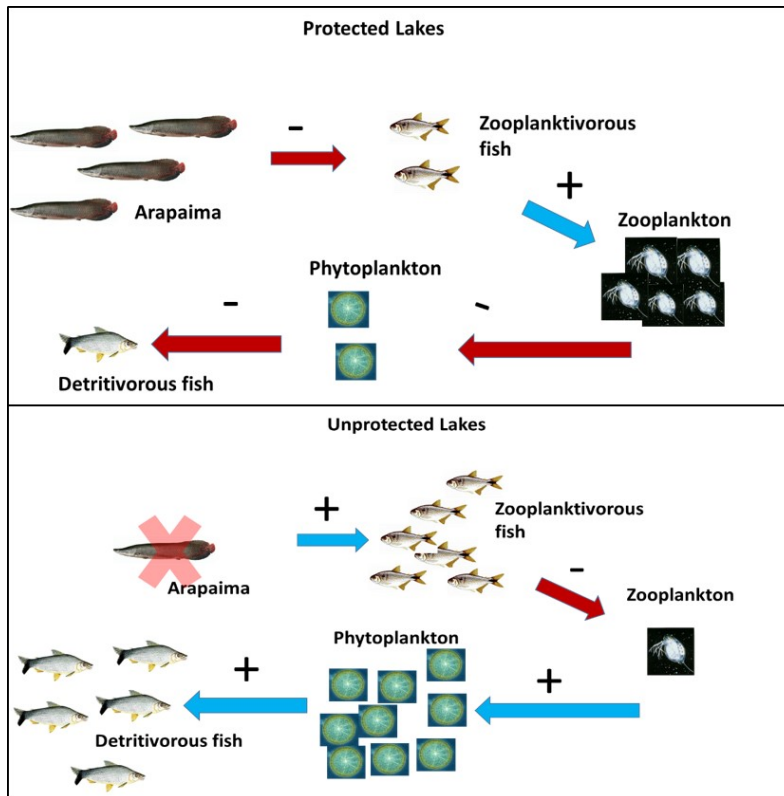 Protected Lakes
-
Zooplanktivorous
fish
Arapaima
+
Zooplankton
Phytoplankton
-
-
Detritivorous fish
Unprotected Lakes
+
Zooplanktivorous
fish
Arapaima
-
Zooplankton
Phytoplankton
+
+
Detritivorous fish